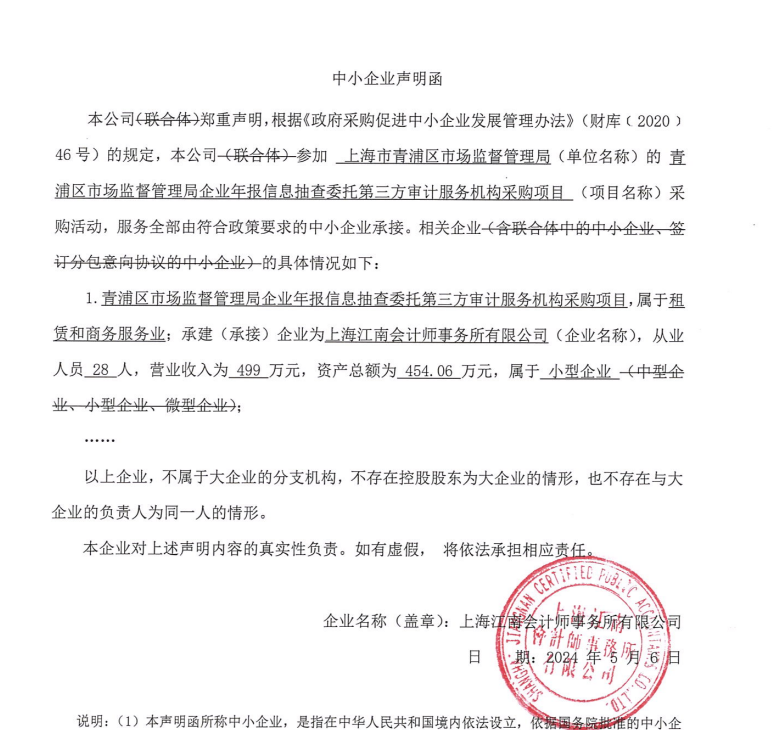 中小企业声明函
本公司（联合体）郑重声明，根据《政府采购促进中小企业发展管理办法》（财库﹝2020﹞
46号）的规定，本公司（联合体）参加 上海市青浦区市场监督管理局（单位名称）的 青
浦区市场监督管理局企业年报信息抽查委托第三方审计服务机构采购项目 （项目名称）采
购活动，服务全部由符合政策要求的中小企业承接。相关企业（含联合体中的中小企业、签
订分包意向协议的中小企业）的具体情况如下：
1.青浦区市场监督管理局企业年报信息抽查委托第三方审计服务机构采购项目，属于租
赁和商务服务业；承建（承接）企业为上海江南会计师事务所有限公司（企业名称），从业
人员 28 人，营业收入为 499 万元，资产总额为 454.06 万元，属于 小型企业 （中型企
业、小型企业、微型企业）；
……
以上企业，不属于大企业的分支机构，不存在控股股东为大企业的情形，也不存在与大
企业的负责人为同一人的情形。
本企业对上述声明内容的真实性负责。如有虚假， 将依法承担相应责任。
SHANGHAI JIANGNAN CERTIFIED PUBLIC ACCOUNTANTS CO.,LTD.
上海江南
會計師事務所
有限公司
企业名称（盖章）：上海江南会计师事务所有限公司
日 期：2024 年 5 月 6 日
说明：（1）本声明函所称中小企业，是指在中华人民共和国境内依法设立，依据国务院批准的中小企